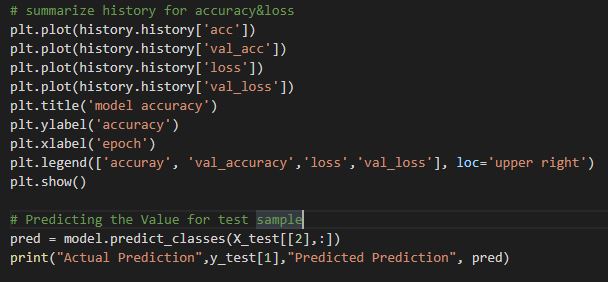 # summarize history for accuracy&loss
plt.plot(history.history['acc'])
plt.plot(history.history['val_acc'])
plt.plot(history.history['loss'])
plt.plot(history.history['val_loss'])
plt.title('model accuracy')
plt.ylabel('accuracy')
plt.xlabel('epoch')
plt.legend(['accuray', 'val_accuracy','loss','val_loss'], loc='upper right')
plt.show()
# Predicting the Value for test sample
pred = model.predict_classes(X_test[[2],:])
print("Actual Prediction",y_test[1],"Predicted Prediction", pred)